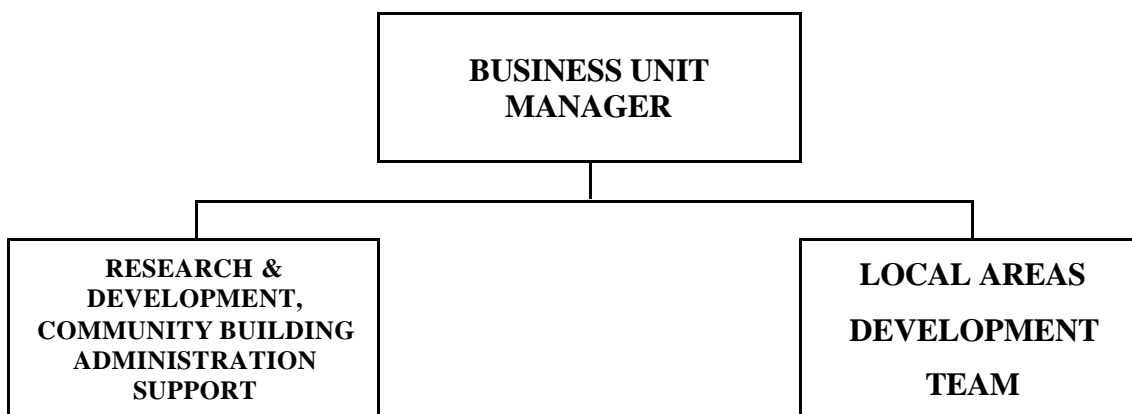 BUSINESS UNIT
MANAGER
RESEARCH &
DEVELOPMENT,
COMMUNITY BUILDING
ADMINISTRATION
SUPPORT
LOCAL AREAS
DEVELOPMENT
TEAM